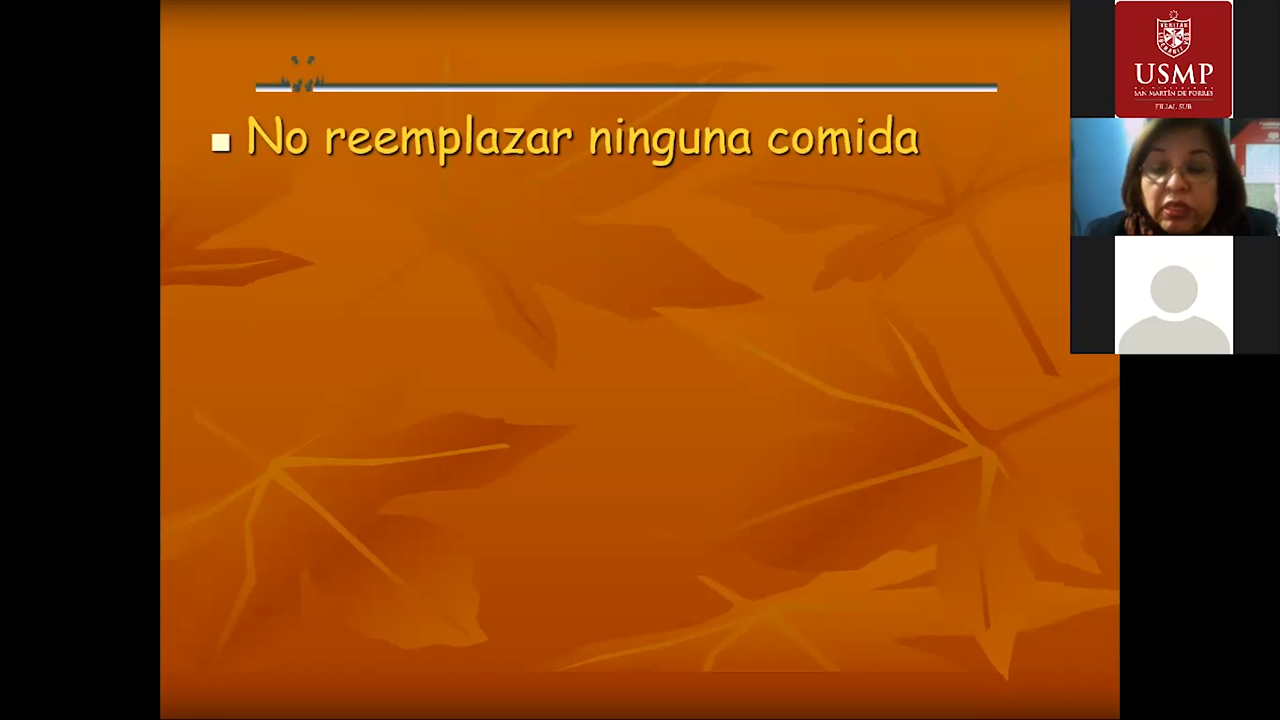 No reemplazar ninguna comida
USMP
SAN MARTÍN DE PORRES
FILIAL SUR